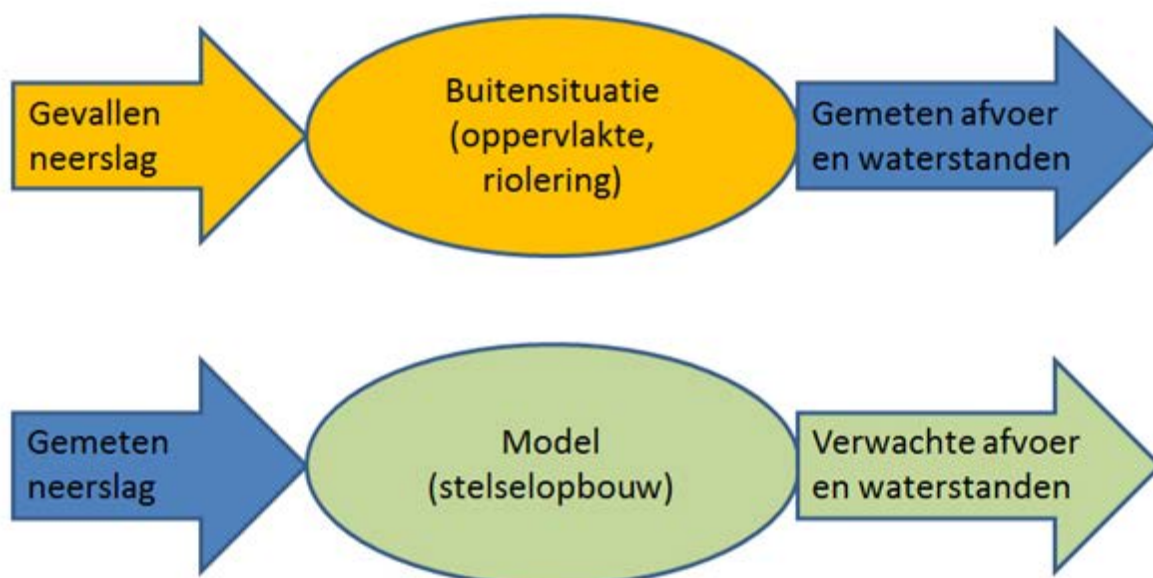 Gevallen
neerslag
Buitensituatie
(oppervlakte,
riolering)
Gemeten afvoer
en waterstanden
Gemeten
neerslag
Model
(stelselopbouw)
Verwachte afvoer
en waterstanden